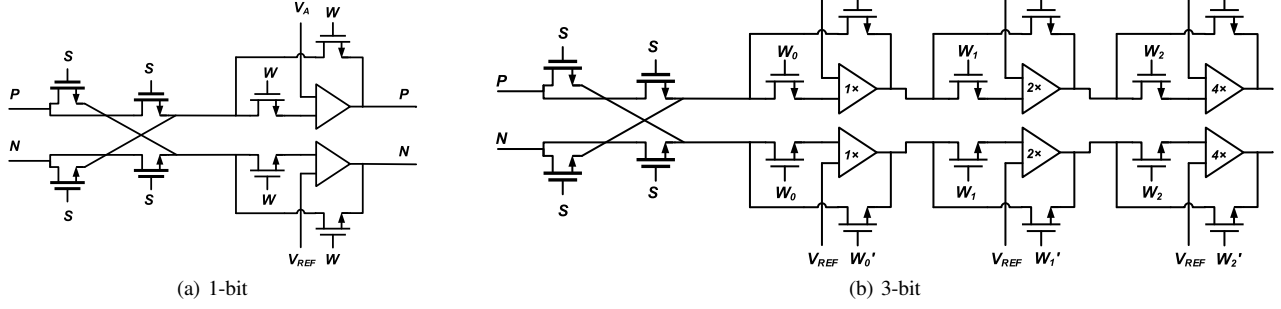 V_A W
S S
W
P P
N N
S S
W
V_REF W
(a) 1-bit
S S
W_0 W_1 W_2
P
1× 2× 4×
N
1× 2× 4×
S S
W_0 W_1 W_2
V_REF W_0' V_REF W_1' V_REF W_2'
(b) 3-bit